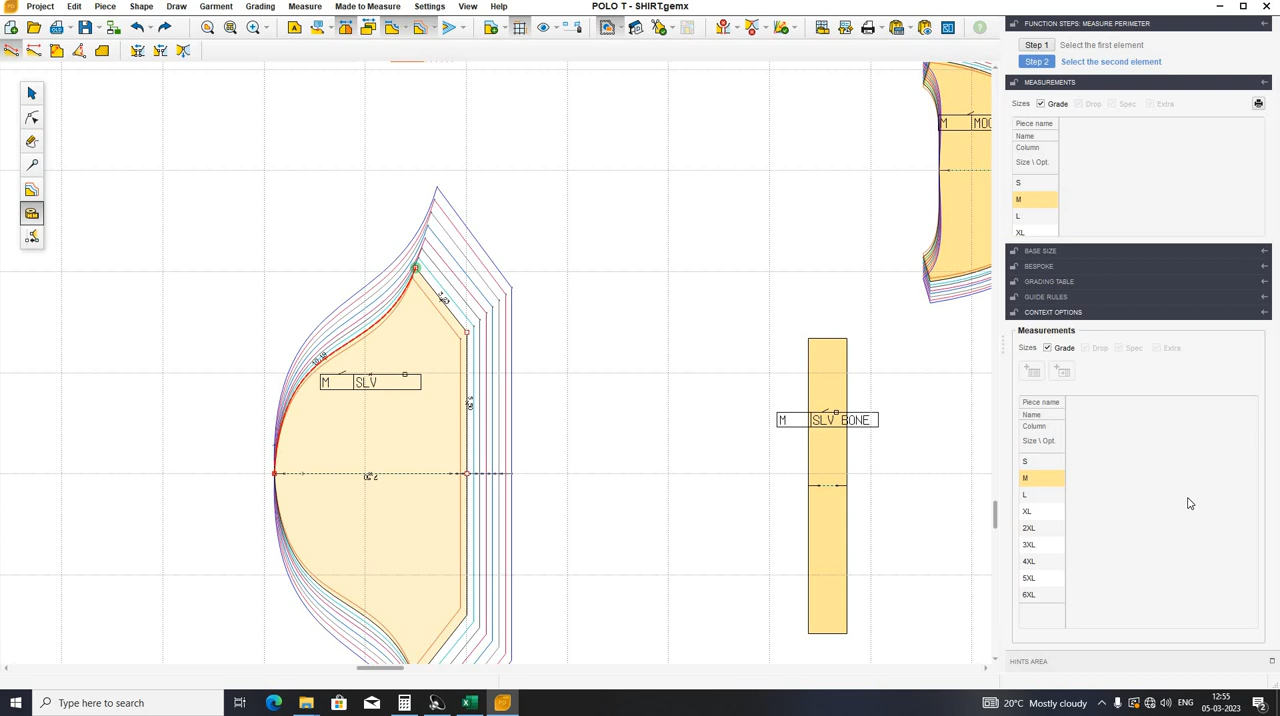 POLO T - SHIRT.gemx
Project Edit Piece Shape Draw Garment Grading Measure Made to Measure Settings View Help
FUNCTION STEPS: MEASURE PERIMETER
Step 1 Select the first element
Step 2 Select the second element
MEASUREMENTS
Sizes Grade Drop Spec Extra
Piece name
Name
Column
Size \ Opt.
S
M
L
XL
BASE SIZE
BESPOKE
GRADING TABLE
GUIDE RULES
CONTEXT OPTIONS
Measurements
Sizes Grade Drop Spec Extra
Piece name
Name
Column
Size \ Opt.
S
M
L
XL
2XL
3XL
4XL
5XL
6XL
HINTS AREA
M MOO
M SLV
M SLV BONE
Type here to search
20°C Mostly cloudy
ENG
12:55
05-03-2023